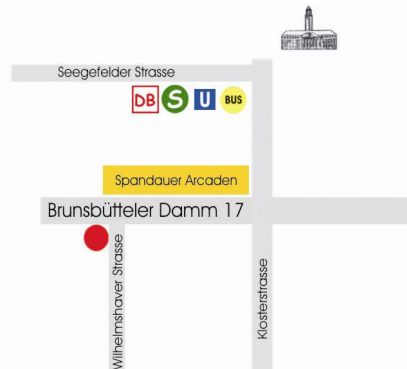 Seegefelder Strasse
DB S U BUS
Spandauer Arcaden
Brunsbütteler Damm 17
Wilhelmshaver Strasse
Klosterstrasse